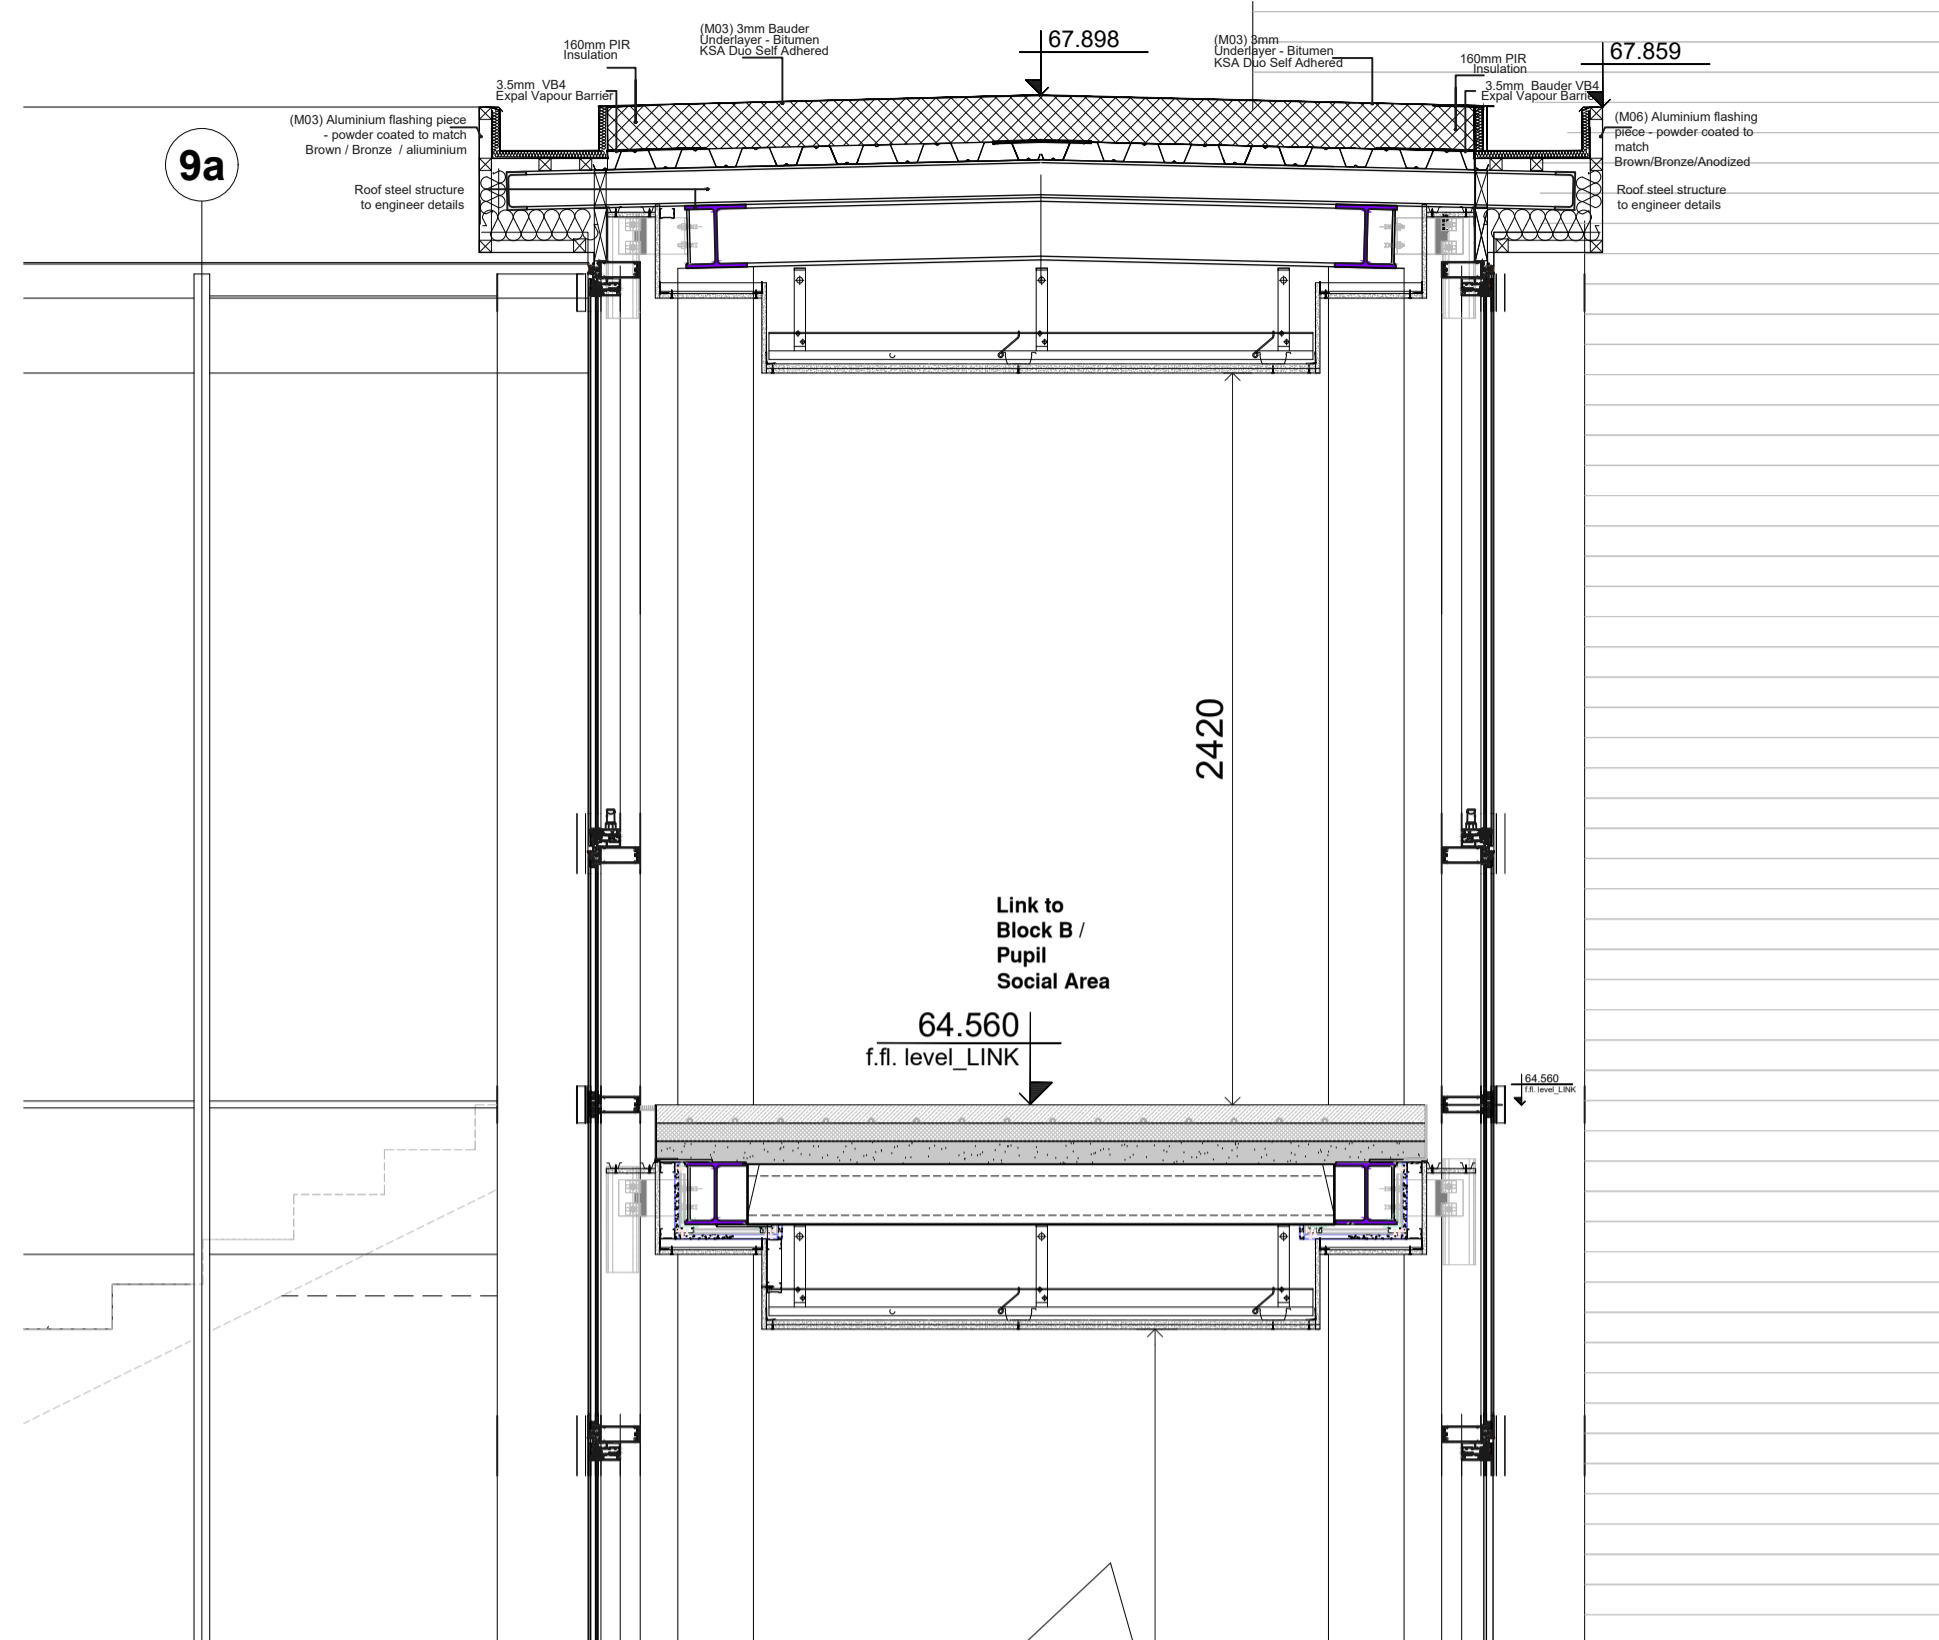 (M03) 3mm Bauder
Underlayer - Bitumen
KSA Duo Self Adhered
160mm PIR
Insulation
3.5mm  VB4
Expal Vapour Barrier
67.898
(M03) 3mm
Underlayer - Bitumen
KSA Duo Self Adhered
160mm PIR
Insulation
67.859
3.5mm  Bauder VB4
Expal Vapour Barrier
(M03) Aluminium flashing piece
- powder coated to match
Brown / Bronze  / aliuminium
(M06) Aluminium flashing
piece - powder coated to
match
Brown/Bronze/Anodized
9a
Roof steel structure
to engineer details
Roof steel structure
to engineer details
2420
Link to
Block B /
Pupil
Social Area
64.560
f.fl. level_LINK
64.560
f.fl. level_LINK